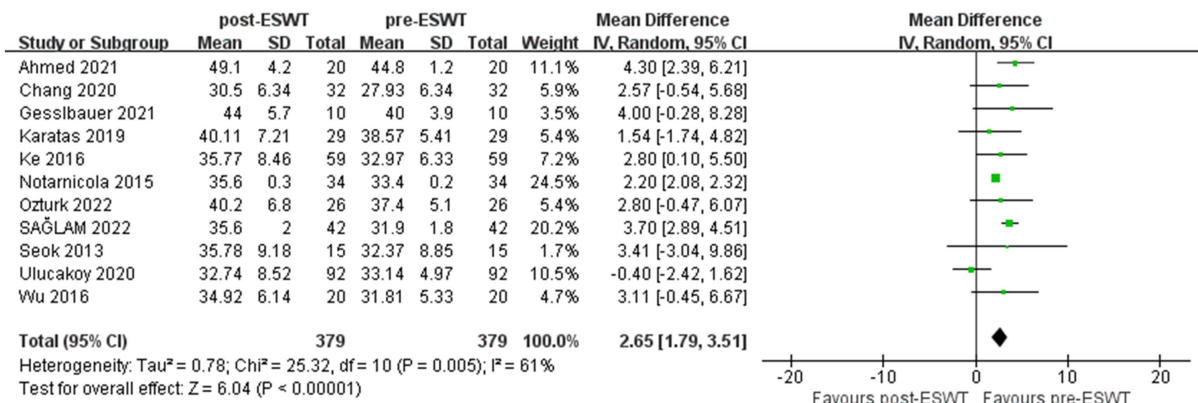 post-ESWT pre-ESWT Mean Difference Mean Difference
Study or Subgroup Mean SD Total Mean SD Total Weight IV, Random, 95% CI IV, Random, 95% CI
Ahmed 2021 49.1 4.2 20 44.8 1.2 20 11.1% 4.30 [2.39, 6.21]
Chang 2020 30.5 6.34 32 27.93 6.34 32 5.9% 2.57 [-0.54, 5.68]
Gesslbauer 2021 44 5.7 10 40 3.9 10 3.5% 4.00 [-0.28, 8.28]
Karatas 2019 40.11 7.21 29 38.57 5.41 29 5.4% 1.54 [-1.74, 4.82]
Ke 2016 35.77 8.46 59 32.97 6.33 59 7.2% 2.80 [0.10, 5.50]
Notarnicola 2015 35.6 0.3 34 33.4 0.2 34 24.5% 2.20 [2.08, 2.32]
Ozturk 2022 40.2 6.8 26 37.4 5.1 26 5.4% 2.80 [-0.47, 6.07]
SAĞLAM 2022 35.6 2 42 31.9 1.8 42 20.2% 3.70 [2.89, 4.51]
Seok 2013 35.78 9.18 15 32.37 8.85 15 1.7% 3.41 [-3.04, 9.86]
Ulucakoy 2020 32.74 8.52 92 33.14 4.97 92 10.5% -0.40 [-2.42, 1.62]
Wu 2016 34.92 6.14 20 31.81 5.33 20 4.7% 3.11 [-0.45, 6.67]
Total (95% CI) 379 379 100.0% 2.65 [1.79, 3.51]
Heterogeneity: Tau² = 0.78; Chi² = 25.32, df = 10 (P = 0.005); I² = 61%
Test for overall effect: Z = 6.04 (P < 0.00001)
-20 -10 0 10 20
Favours post-ESWT Favours pre-ESWT